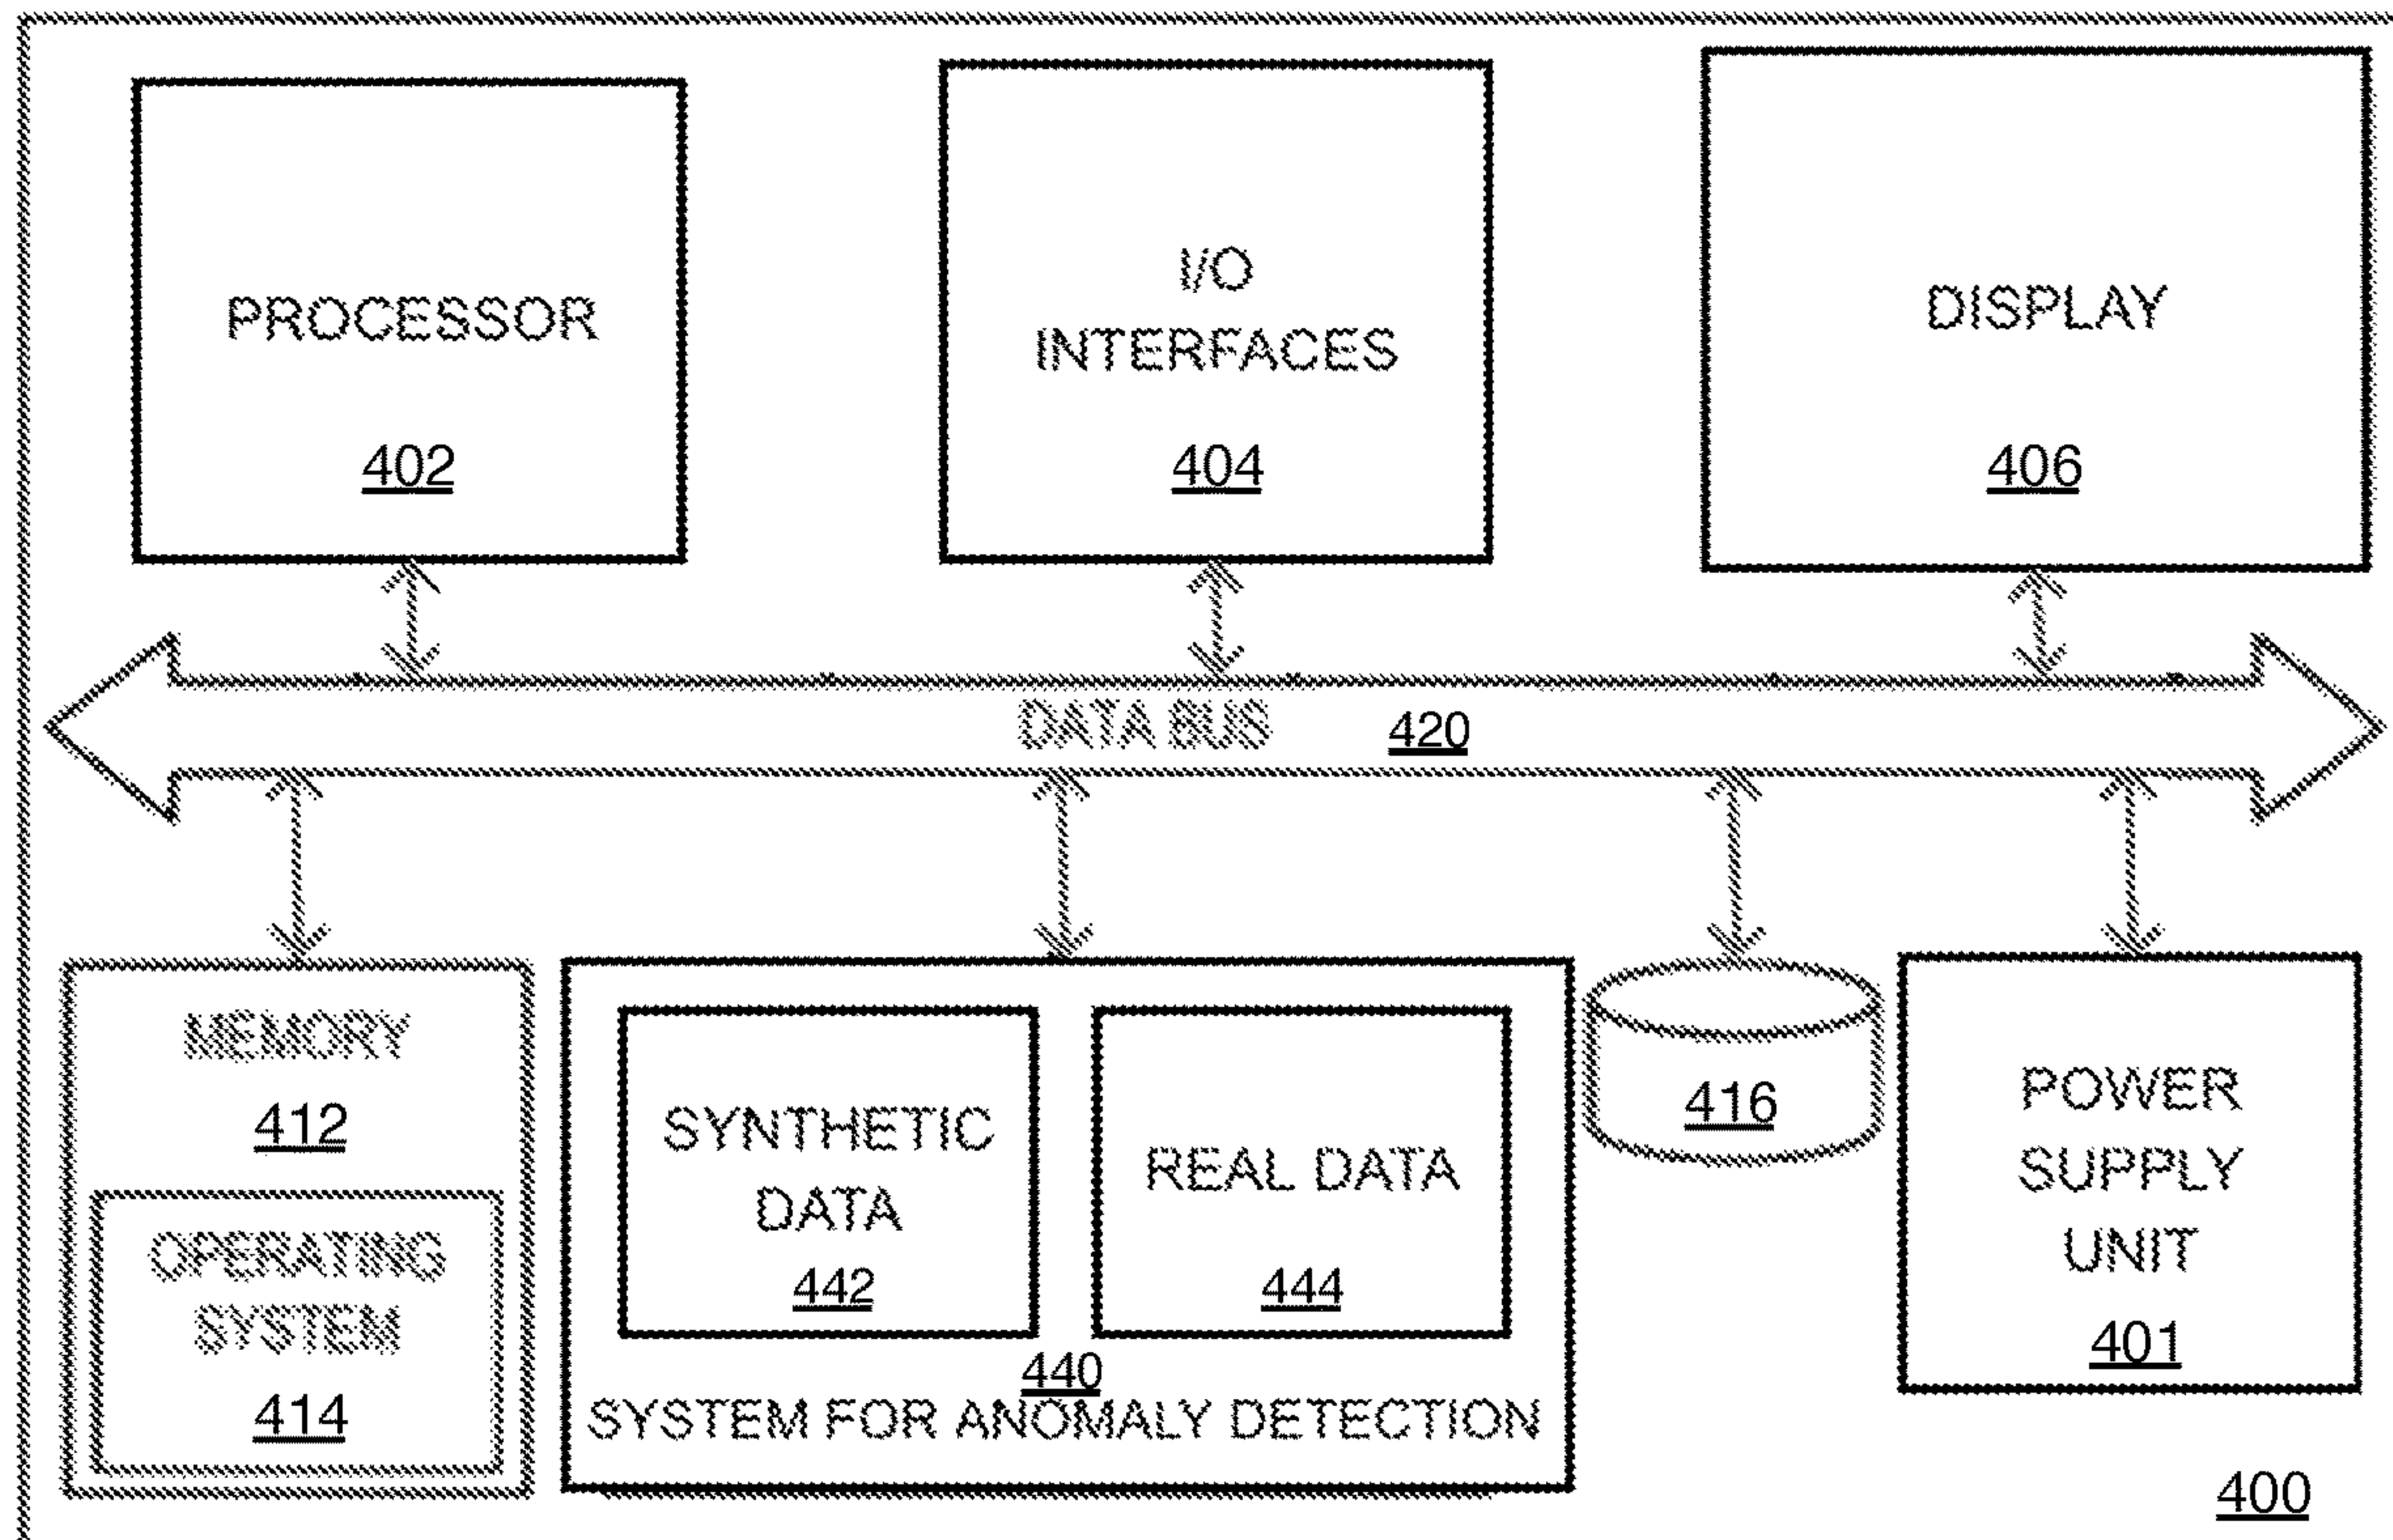 PROCESSOR
402
I/O
INTERFACES
404
DISPLAY
406
DATA BUS 420
MEMORY
412
OPERATING
SYSTEM
414
SYNTHETIC
DATA
442
REAL DATA
444
440
SYSTEM FOR ANOMALY DETECTION
416
POWER
SUPPLY
UNIT
401
400